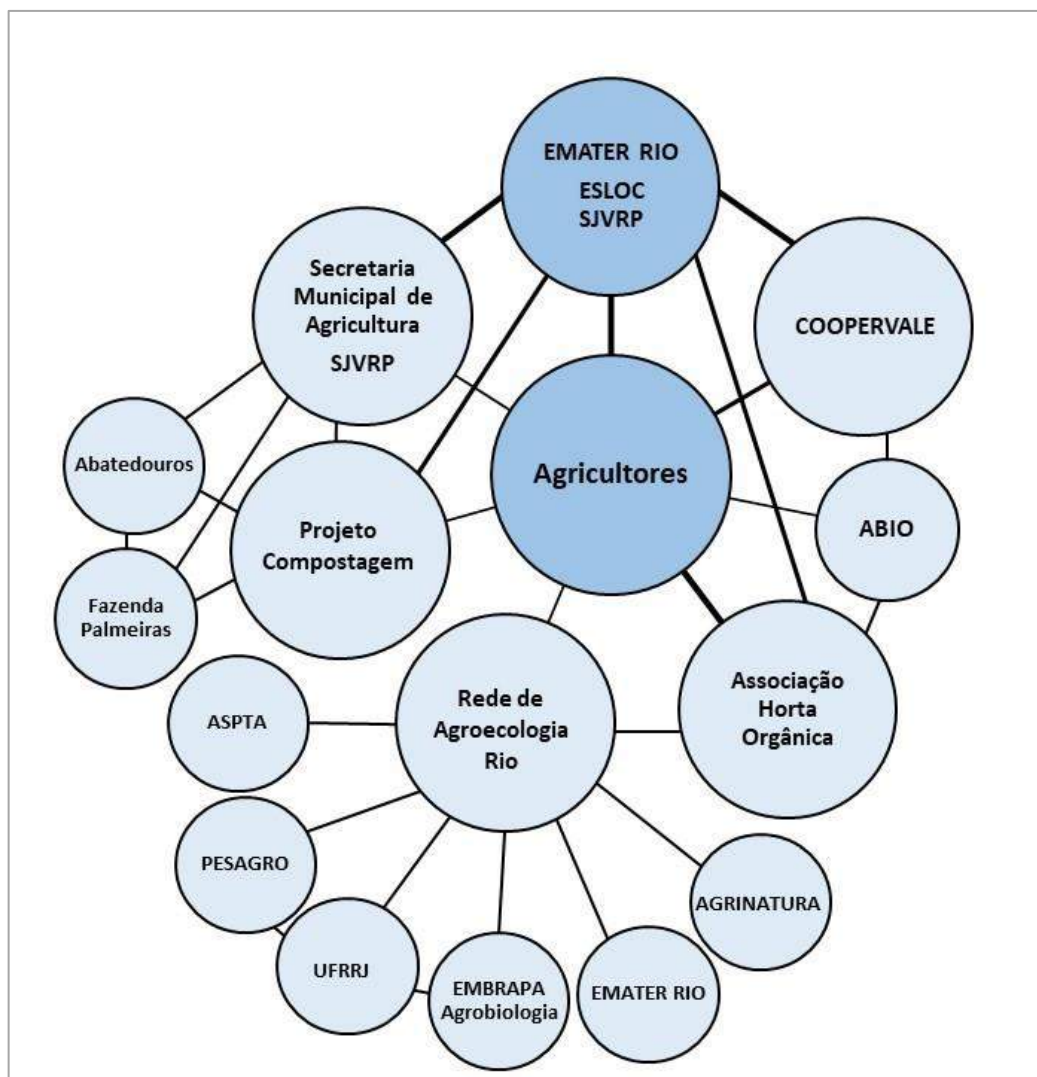 EMATER RIO
ESLOC
SJVRP
Secretaria
Municipal de
Agricultura
SJVRP
COOPERVALE
Abatedouros
Agricultores
Projeto
Compostagem
ABIO
Fazenda
Palmeiras
ASPTA
Rede de
Agroecologia
Rio
Associação
Horta
Orgânica
PESAGRO
AGRINATURA
UFRRJ
EMBRAPA
Agrobiologia
EMATER RIO